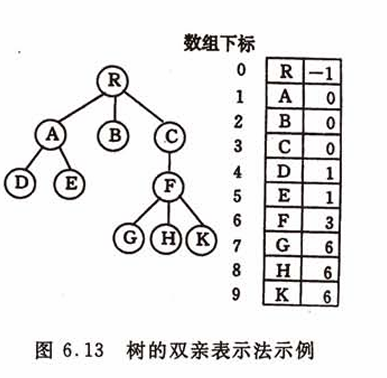 数组下标
R
A B C
D E F
G H K
0 R -1
1 A 0
2 B 0
3 C 0
4 D 1
5 E 1
6 F 3
7 G 6
8 H 6
9 K 6
图 6.13 树的双亲表示法示例